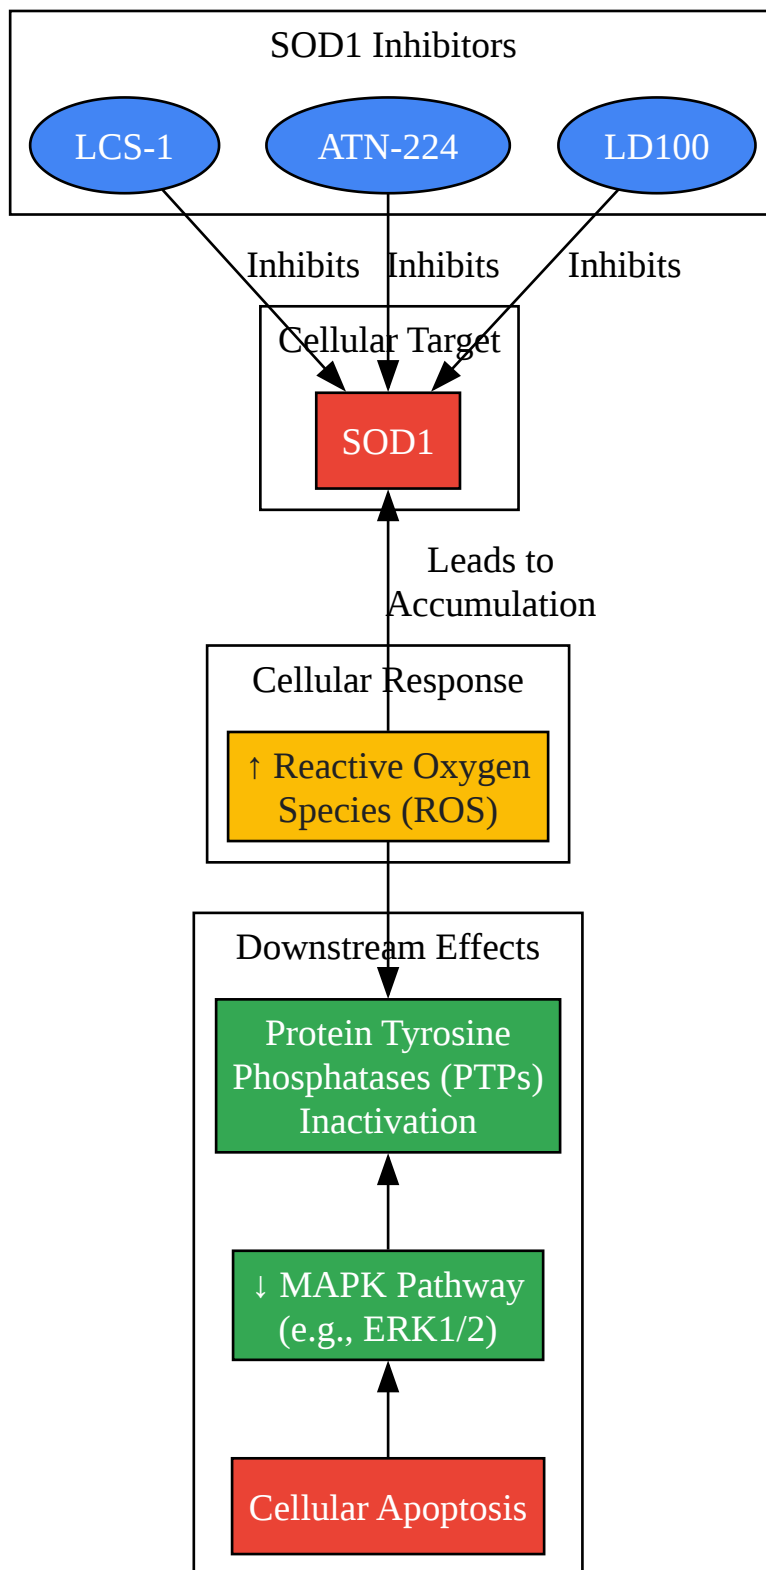 SOD1 Inhibitors
LCS-1
ATN-224
LD100
Inhibits
Inhibits
Inhibits
Cellular Target
SOD1
Leads to
Accumulation
Cellular Response
↑ Reactive Oxygen
Species (ROS)
Downstream Effects
Protein Tyrosine
Phosphatases (PTPs)
Inactivation
↓ MAPK Pathway
(e.g., ERK1/2)
Cellular Apoptosis